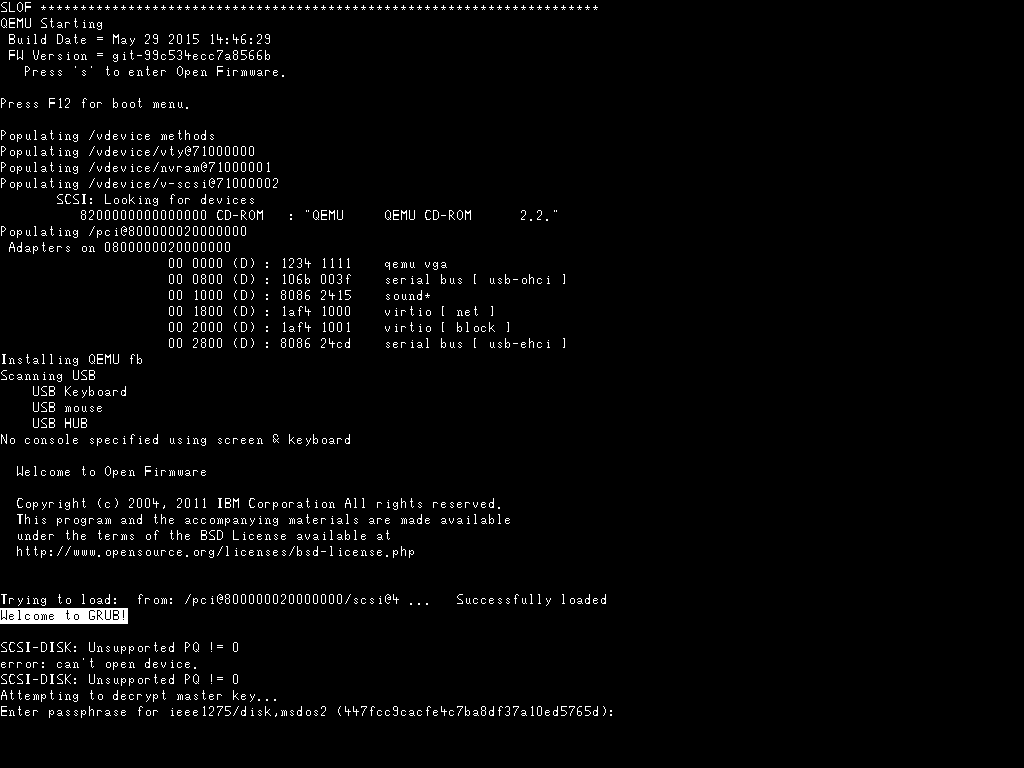 SLOF **********************************************************************
QEMU Starting
Build Date = May 29 2015 14:46:29
FW Version = git-99c534ecc7a8566b
Press 's' to enter Open Firmware.
Press F12 for boot menu.
Populating /vdevice methods
Populating /vdevice/vty@71000000
Populating /vdevice/nvram@71000001
Populating /vdevice/v-scsi@71000002
SCSI: Looking for devices
8200000000000000 CD-ROM : "QEMU QEMU CD-ROM 2.2."
Populating /pci@800000020000000
Adapters on 0800000020000000
00 0000 (D) : 1234 1111 qemu vga
00 0800 (D) : 106b 003f serial bus [ usb-ohci ]
00 1000 (D) : 8086 2415 sound*
00 1800 (D) : 1af4 1000 virtio [ net ]
00 2000 (D) : 1af4 1001 virtio [ block ]
00 2800 (D) : 8086 24cd serial bus [ usb-ehci ]
Installing QEMU fb
Scanning USB
USB Keyboard
USB mouse
USB HUB
No console specified using screen & keyboard
Welcome to Open Firmware
Copyright (c) 2004, 2011 IBM Corporation All rights reserved.
This program and the accompanying materials are made available
under the terms of the BSD License available at
http://www.opensource.org/licenses/bsd-license.php
Trying to load: from: /pci@800000020000000/scsi@4 ... Successfully loaded
Welcome to GRUB!
SCSI-DISK: Unsupported PQ != 0
error: can't open device.
SCSI-DISK: Unsupported PQ != 0
Attempting to decrypt master key...
Enter passphrase for ieee1275/disk,msdos2 (447fcc9cacfe4c7ba8df37a10ed5765d):